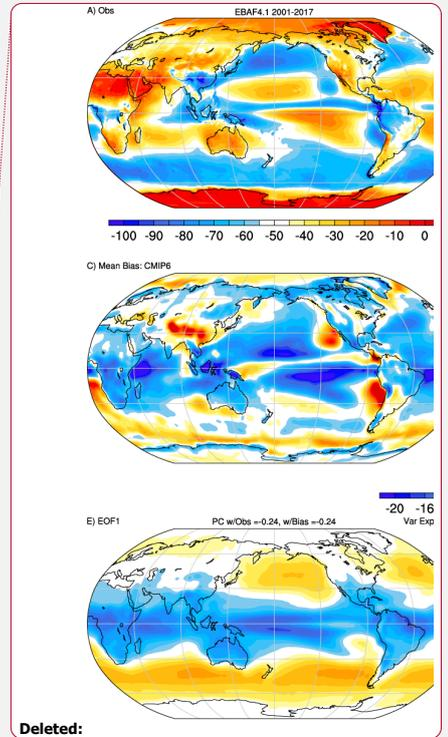 A) Obs EBAF4.1 2001-2017
-100 -90 -80 -70 -60 -50 -40 -30 -20 -10 0
C) Mean Bias: CMIP6
-20 -16
E) EOF1 PC w/Obs =-0.24, w/Bias =-0.24 Var Exp
Deleted: